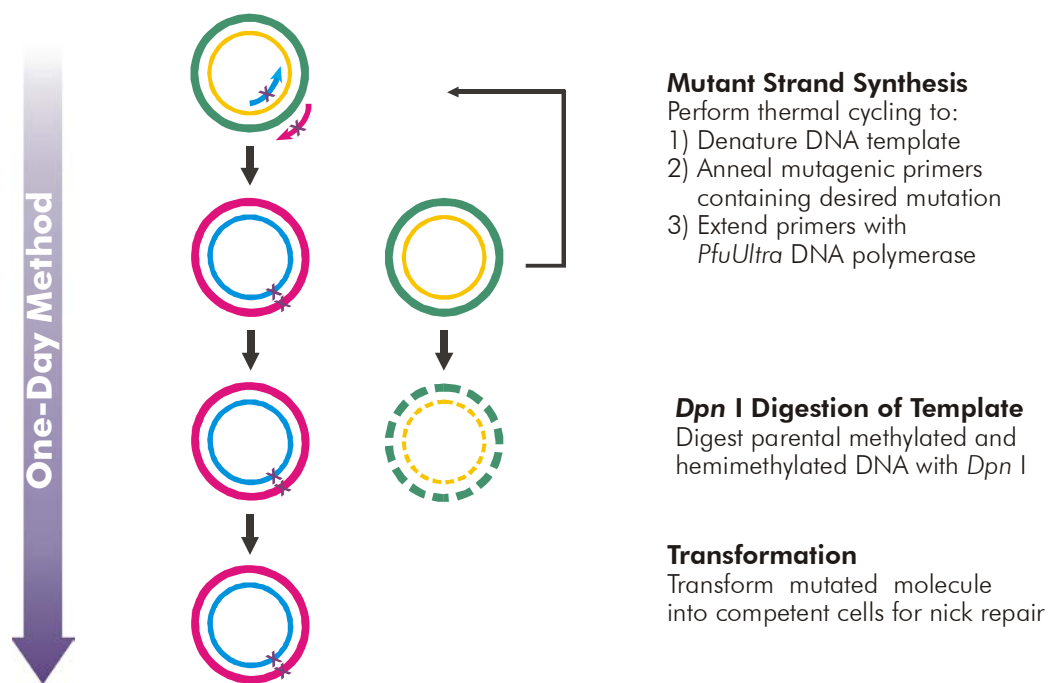 One-Day Method
Mutant Strand Synthesis
Perform thermal cycling to:
1) Denature DNA template
2) Anneal mutagenic primers
containing desired mutation
3) Extend primers with
PfuUltra DNA polymerase
Dpn I Digestion of Template
Digest parental methylated and
hemimethylated DNA with Dpn I
Transformation
Transform mutated molecule
into competent cells for nick repair